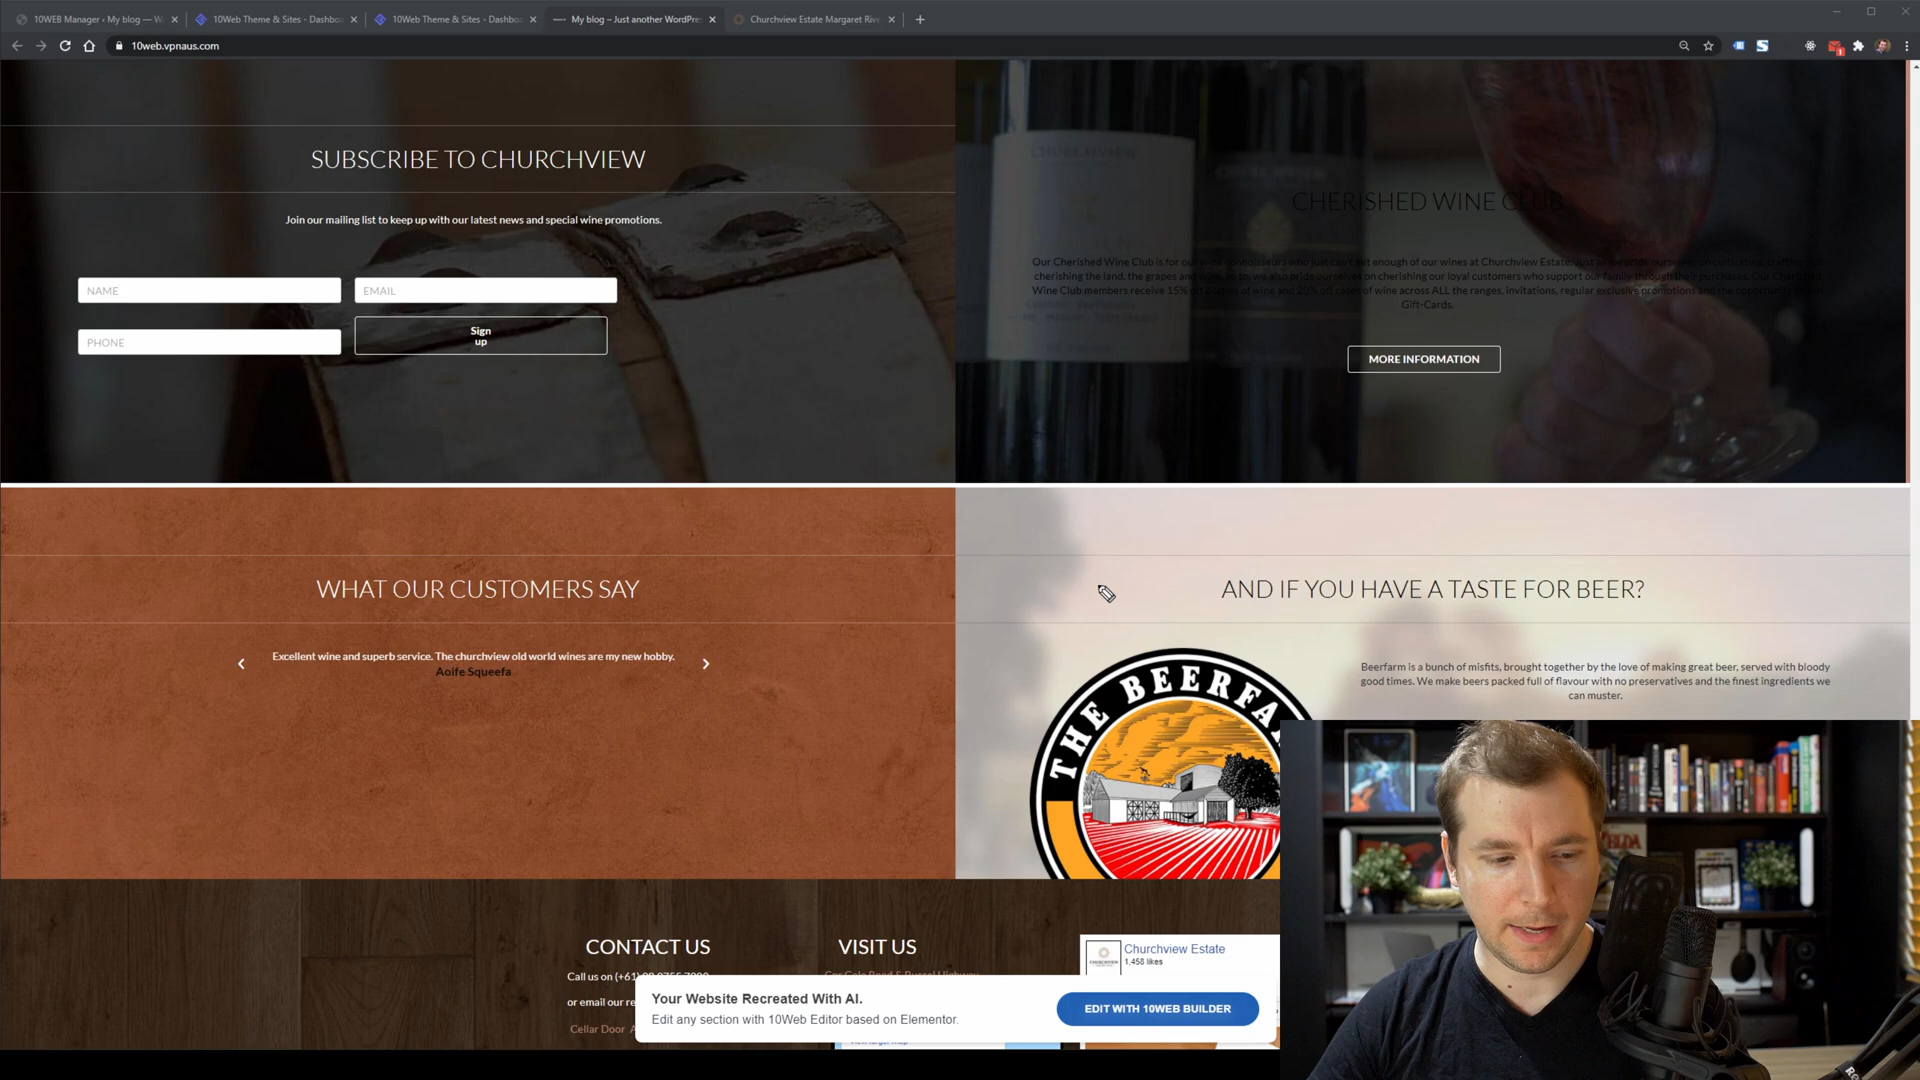 10WEB Manager ‹ My blog — W
10Web Theme & Sites - Dashbo
10Web Theme & Sites - Dashbo
My blog – Just another WordPre
Churchview Estate Margaret Rive
10web.vpnaus.com
SUBSCRIBE TO CHURCHVIEW
Join our mailing list to keep up with our latest news and special wine promotions.
NAME
EMAIL
PHONE
Sign
up
CHURCHVIEW
CHERISHED WINE CLUB
Our Cherished Wine Club is for our wine connoisseurs who just can't get enough of our wines at Churchview Estate. Just as we pride ourselves on
cherishing the land, the grapes and we also pride ourselves on cherishing our loyal customers who support our family through their purchases. Our Cherished
Wine Club members receive 15% off bottles of wine and 20% off cases of wine across ALL the ranges, invitations, regular exclusive promotions and the opportunity
Gift-Cards.
MORE INFORMATION
WHAT OUR CUSTOMERS SAY
Excellent wine and superb service. The churchview old world wines are my new hobby.
Aoife Squeefa
AND IF YOU HAVE A TASTE FOR BEER?
THE BEERFA
Beerfarm is a bunch of misfits, brought together by the love of making great beer, served with bloody
good times. We make beers packed full of flavour with no preservatives and the finest ingredients we
can muster.
CONTACT US
Call us on (+61) 08 9755 7200
or email our re
Cellar Door A
VISIT US
Churchview Estate
1,458 likes
Your Website Recreated With AI.
Edit any section with 10Web Editor based on Elementor.
EDIT WITH 10WEB BUILDER